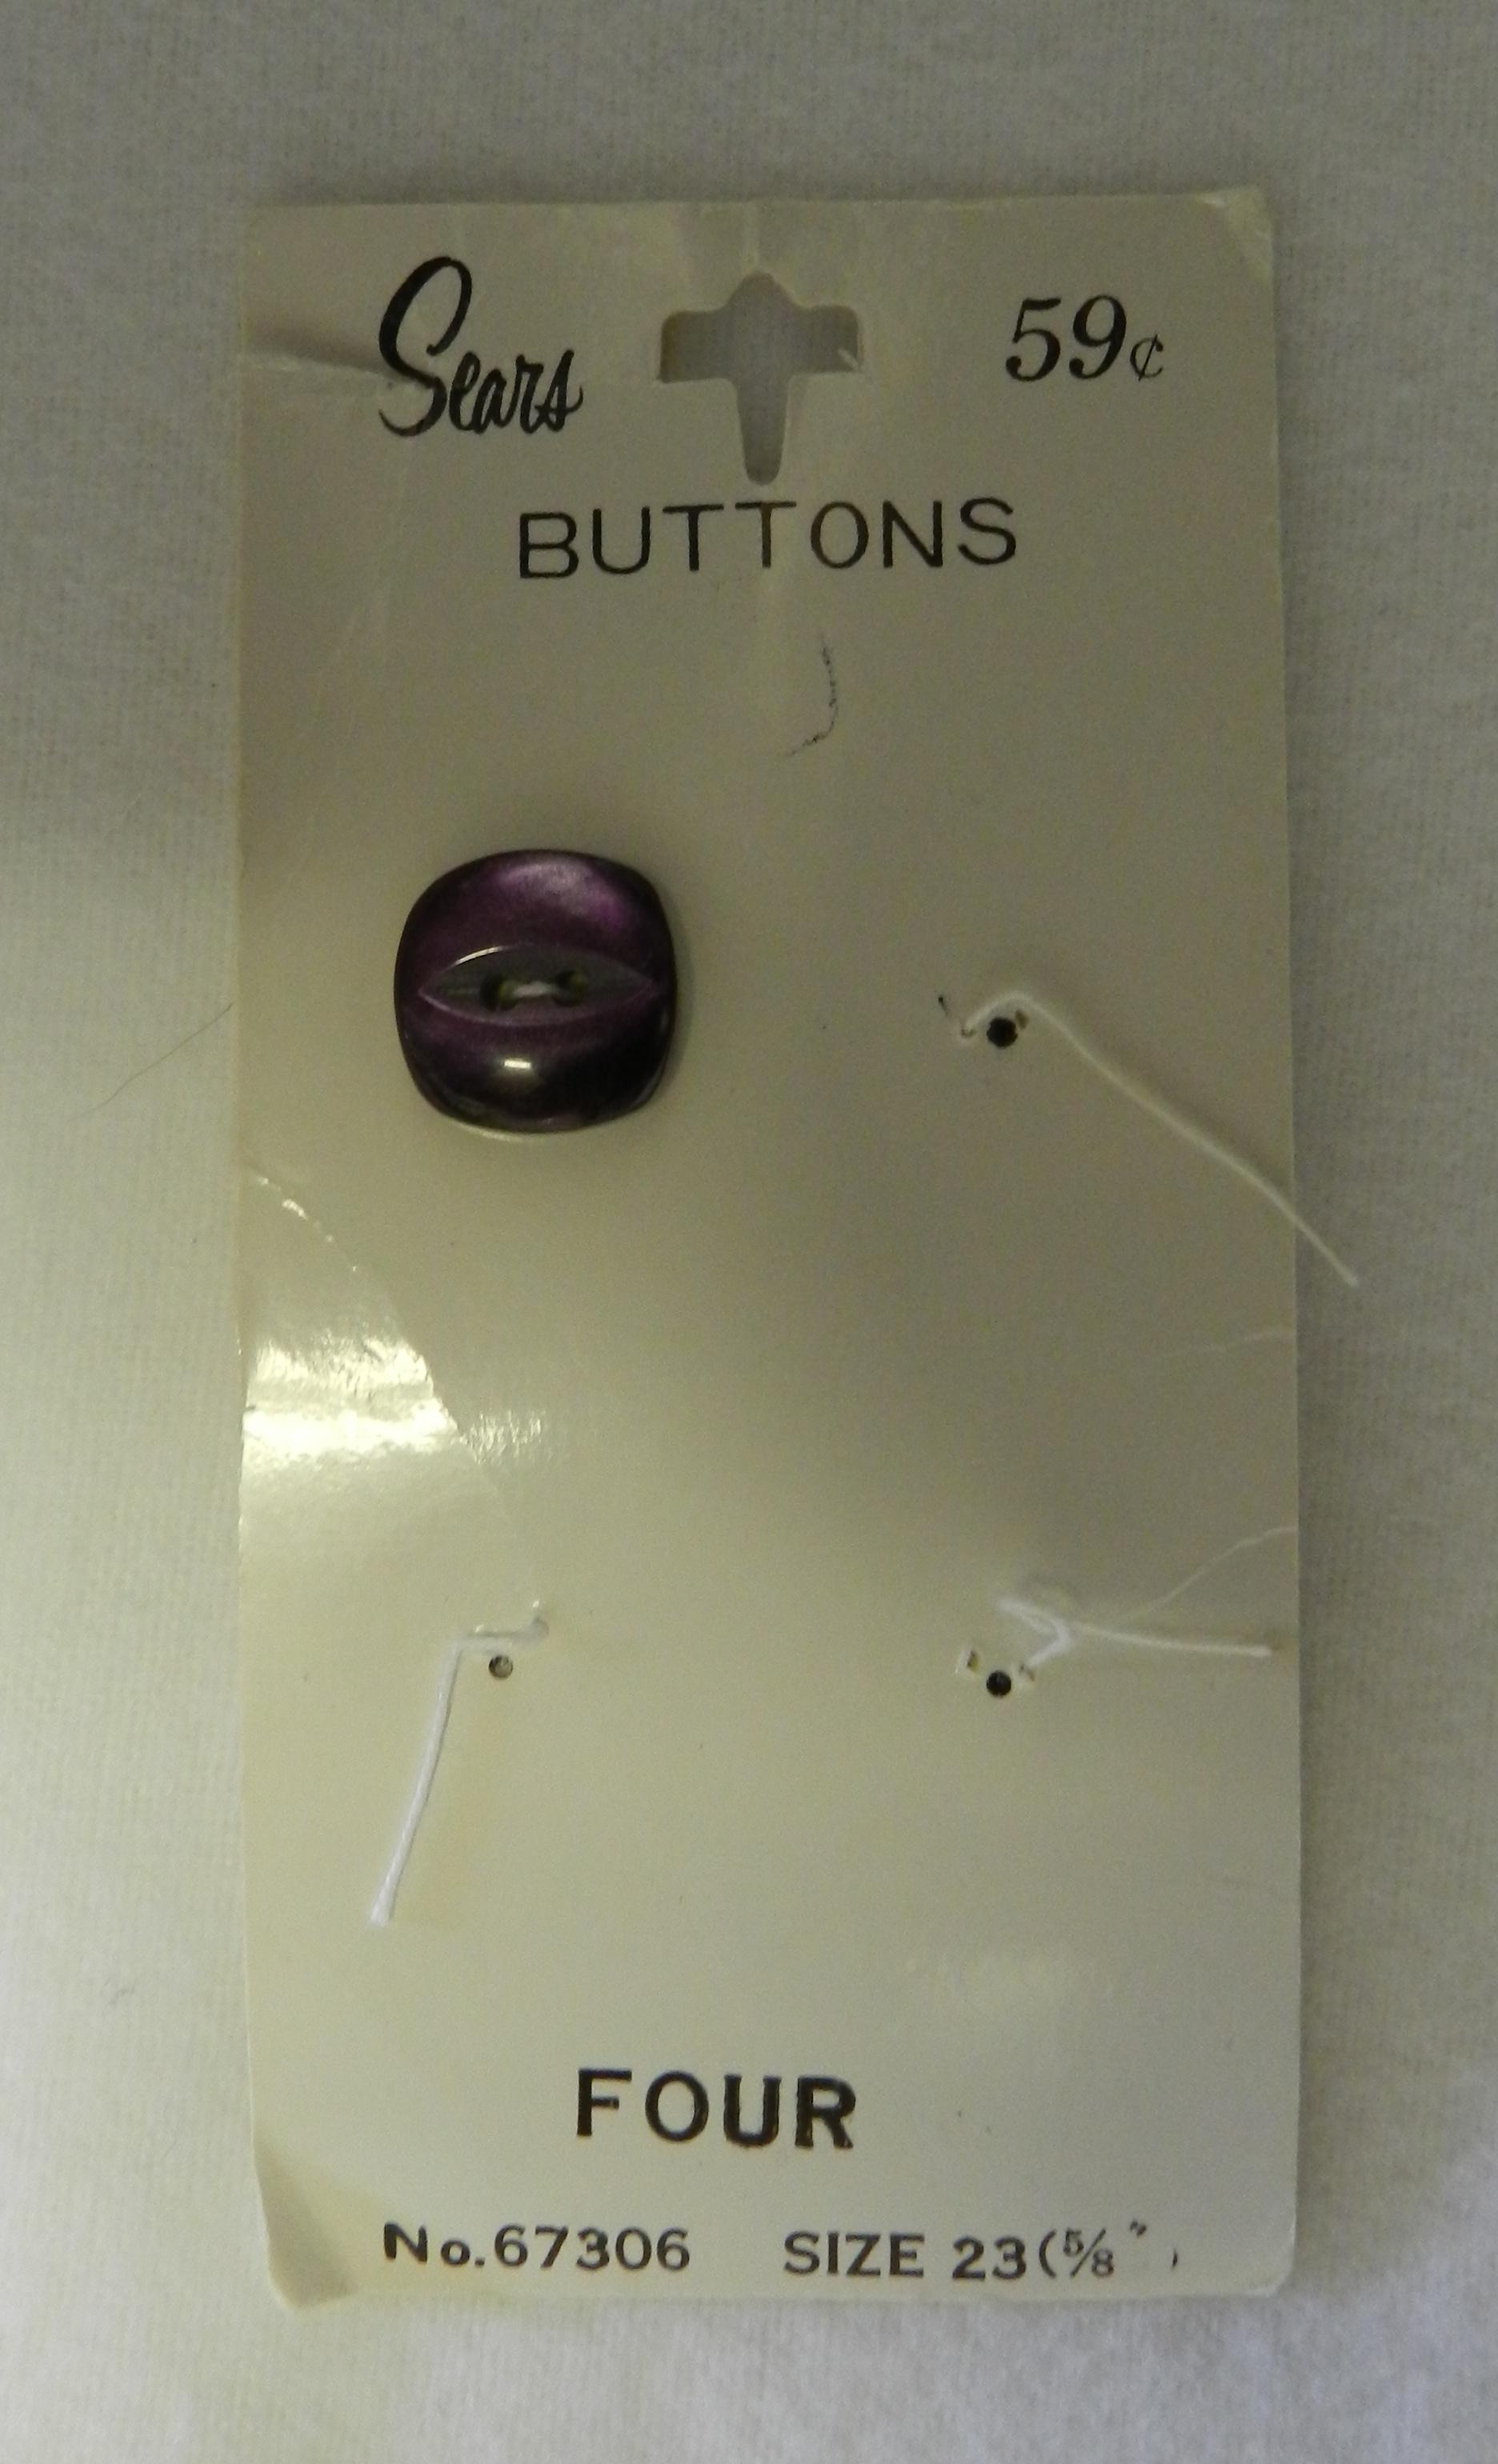 Sears 59¢
BUTTONS
FOUR
No.67306 SIZE 23(⅝")